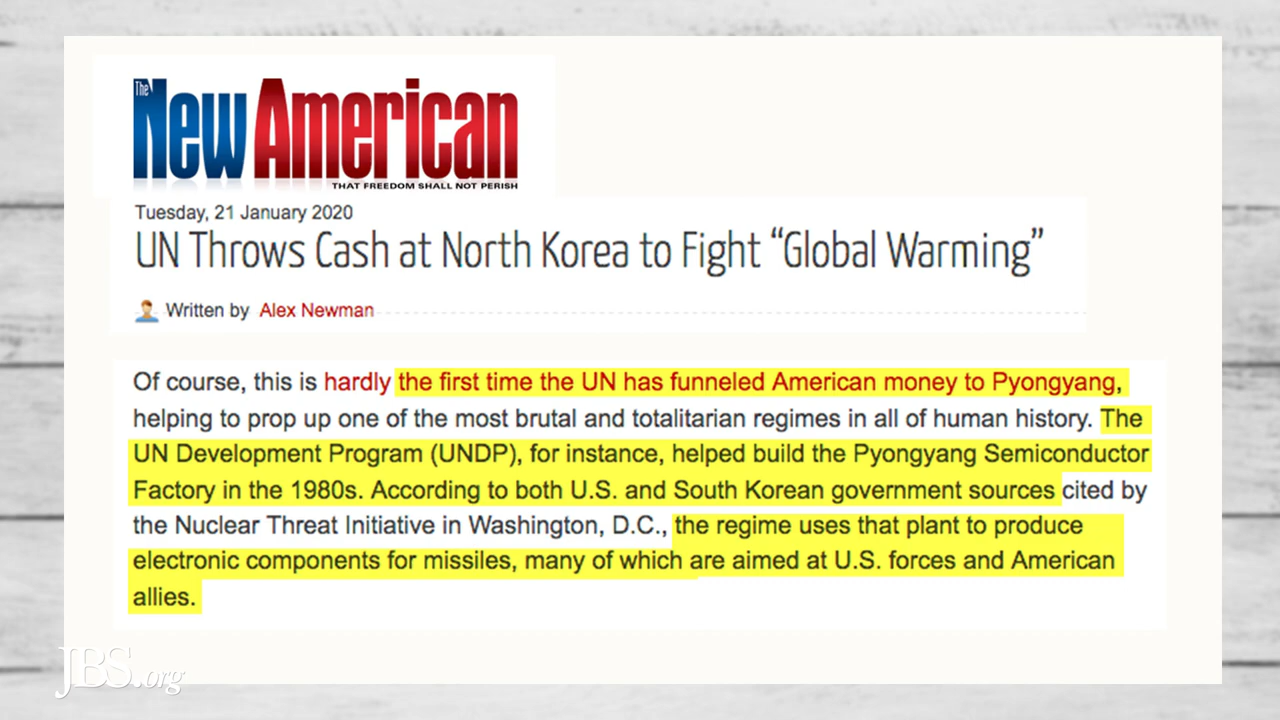 The New American
THAT FREEDOM SHALL NOT PERISH
Tuesday, 21 January 2020
UN Throws Cash at North Korea to Fight “Global Warming”
Written by Alex Newman
Of course, this is hardly the first time the UN has funneled American money to Pyongyang,
helping to prop up one of the most brutal and totalitarian regimes in all of human history. The
UN Development Program (UNDP), for instance, helped build the Pyongyang Semiconductor
Factory in the 1980s. According to both U.S. and South Korean government sources cited by
the Nuclear Threat Initiative in Washington, D.C., the regime uses that plant to produce
electronic components for missiles, many of which are aimed at U.S. forces and American
allies.
JBS.org